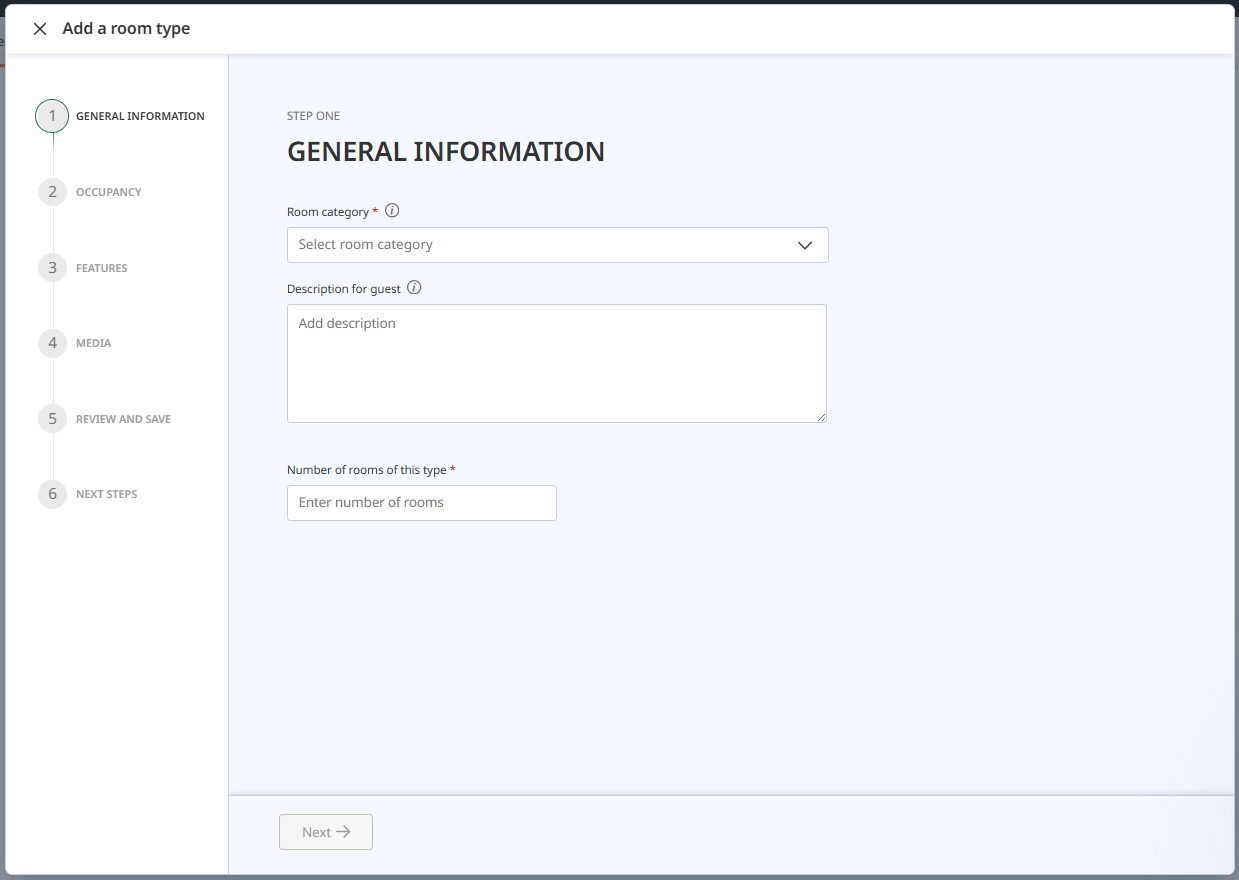 Add a room type
1 GENERAL INFORMATION
2 OCCUPANCY
3 FEATURES
4 MEDIA
5 REVIEW AND SAVE
6 NEXT STEPS
STEP ONE
GENERAL INFORMATION
Room category * i
Select room category
Description for guest i
Add description
Number of rooms of this type *
Enter number of rooms
Next →